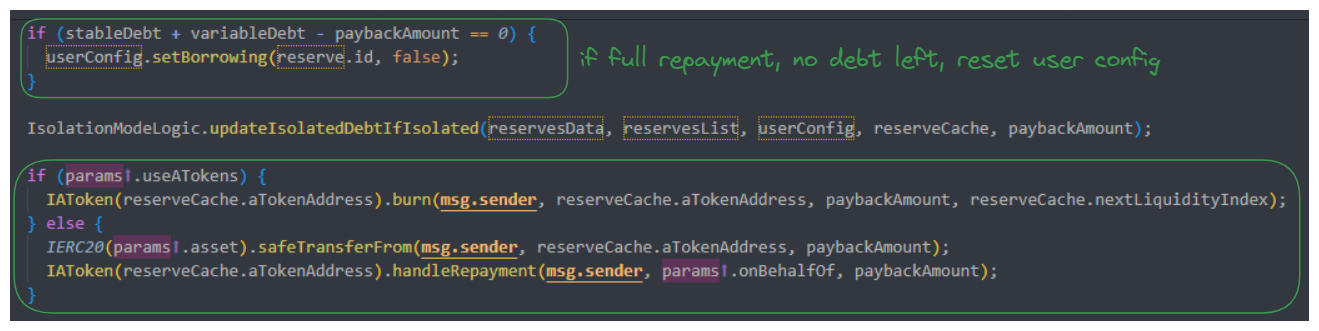 if (stableDebt + variableDebt - paybackAmount == 0) {
userConfig.setBorrowing(reserve.id, false);
}
if full repayment, no debt left, reset user config
IsolationModeLogic.updateIsolatedDebtIfIsolated(reservesData, reservesList, userConfig, reserveCache, paybackAmount);
if (params↑.useATokens) {
IAToken(reserveCache.aTokenAddress).burn(msg.sender, reserveCache.aTokenAddress, paybackAmount, reserveCache.nextLiquidityIndex);
} else {
IERC20(params↑.asset).safeTransferFrom(msg.sender, reserveCache.aTokenAddress, paybackAmount);
IAToken(reserveCache.aTokenAddress).handleRepayment(msg.sender, params↑.onBehalfOf, paybackAmount);
}